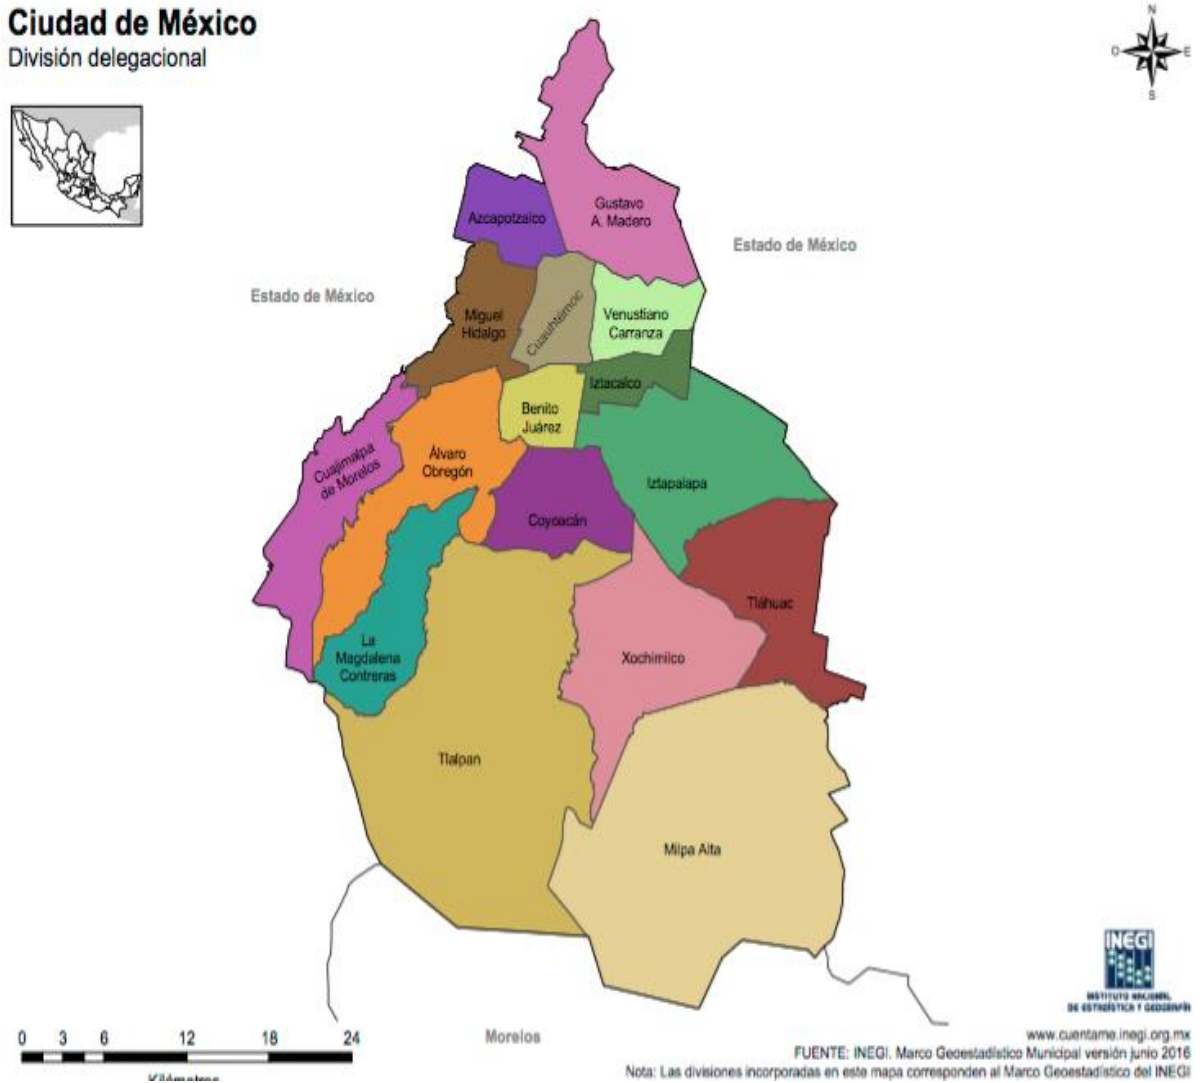 Ciudad de México
División delegacional
N
O
E
S
Azcapotzalco
Gustavo
A. Madero
Estado de México
Estado de México
Miguel
Hidalgo
Cuauhtémoc
Venustiano
Carranza
Iztacalco
Benito
Juárez
Cuajimalpa
de Morelos
Álvaro
Obregón
Iztapalapa
Coyoacán
Tláhuac
La
Magdalena
Contreras
Xochimilco
Tlalpan
Milpa Alta
INEGI
INSTITUTO NACIONAL
DE ESTADÍSTICA Y GEOGRAFÍA
0 3 6 12 18 24
Kilómetros
Morelos
www.cuentame.inegi.org.mx
FUENTE: INEGI. Marco Geoestadístico Municipal versión junio 2016
Nota: Las divisiones incorporadas en este mapa corresponden al Marco Geoestadístico del INEGI